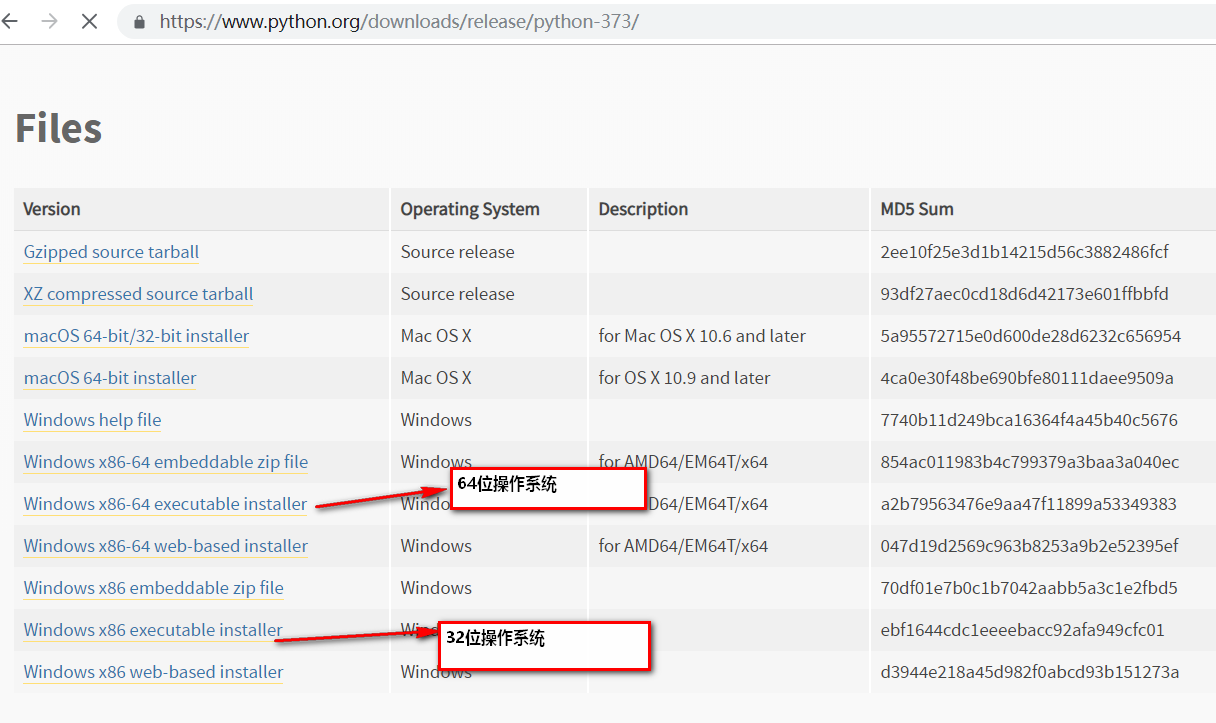 https://www.python.org/downloads/release/python-373/
Files
Version Operating System Description MD5 Sum
Gzipped source tarball Source release 2ee10f25e3d1b14215d56c3882486fcf
XZ compressed source tarball Source release 93df27aec0cd18d6d42173e601ffbbfd
macOS 64-bit/32-bit installer Mac OS X for Mac OS X 10.6 and later 5a95572715e0d600de28d6232c656954
macOS 64-bit installer Mac OS X for OS X 10.9 and later 4ca0e30f48be690bfe80111daee9509a
Windows help file Windows 7740b11d249bca16364f4a45b40c5676
Windows x86-64 embeddable zip file Windows for AMD64/EM64T/x64 854ac011983b4c799379a3baa3a040ec
64位操作系统
Windows x86-64 executable installer D64/EM64T/x64 a2b79563476e9aa47f11899a53349383
Windows x86-64 web-based installer Windows for AMD64/EM64T/x64 047d19d2569c963b8253a9b2e52395ef
Windows x86 embeddable zip file Windows 70df01e7b0c1b7042aabb5a3c1e2fbd5
Windows x86 executable installer ebf1644cdc1eeeebacc92afa949cfc01
32位操作系统
Windows x86 web-based installer Windows d3944e218a45d982f0abcd93b151273a